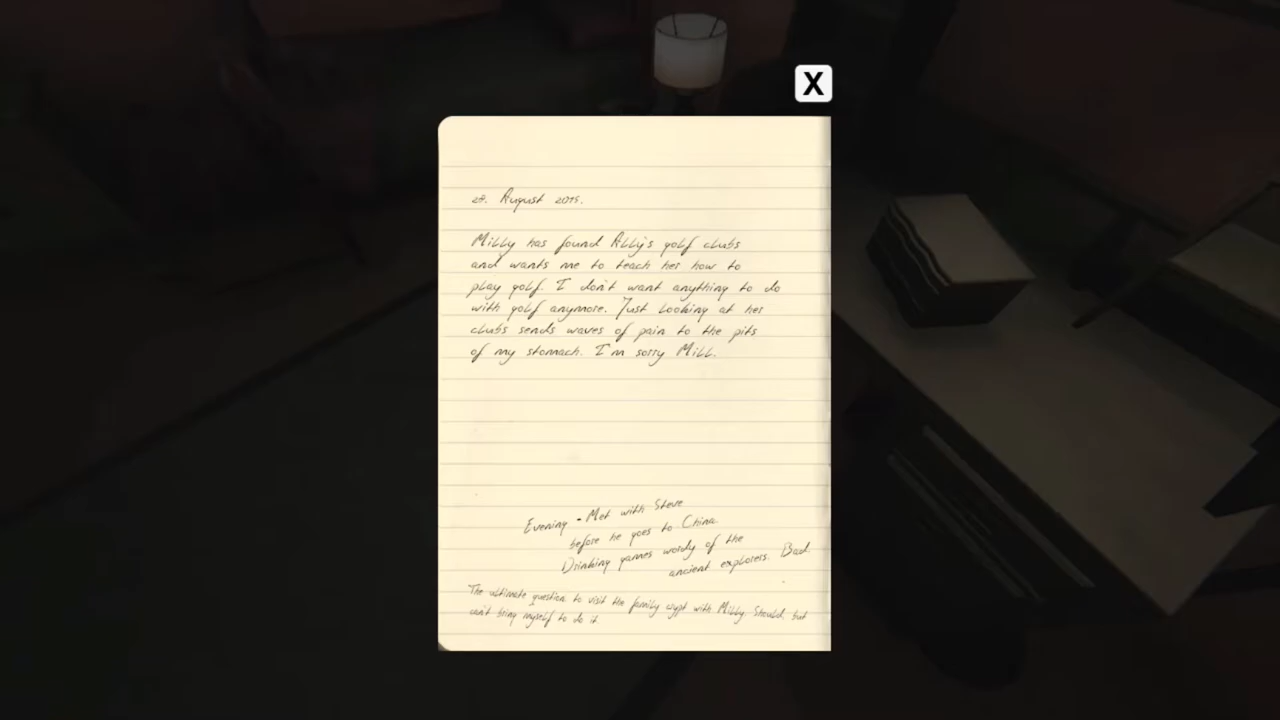 X
28. August 2015.
Milly has found Ally's golf clubs
and wants me to teach her how to
play golf. I don't want anything to do
with golf anymore. Just looking at her
clubs sends waves of pain to the pits
of my stomach. I'm sorry Mill.
Evening - Met with Steve
before he goes to China
Drinking games wordy of the
ancient explorers. Bad
The ultimate question. to visit the family crypt with Milly. Should, but
can't bring myself to do it